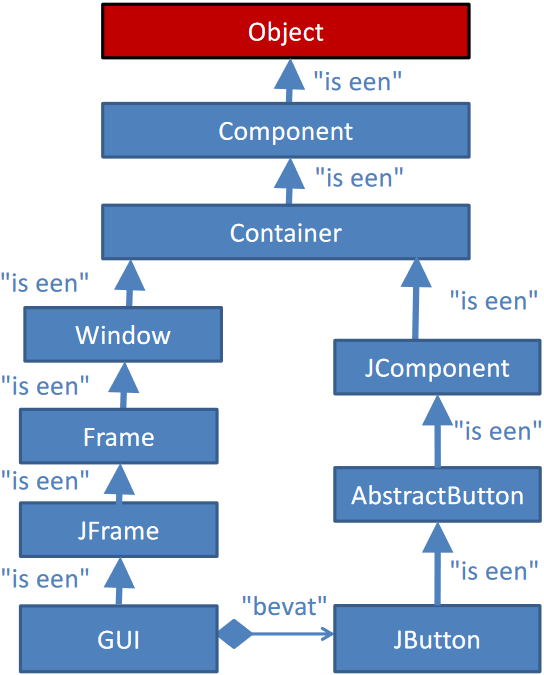 Object
"is een"
Component
"is een"
Container
"is een"
"is een"
Window
JComponent
"is een"
"is een"
Frame
"is een"
AbstractButton
JFrame
"is een"
"is een"
"bevat"
GUI
JButton